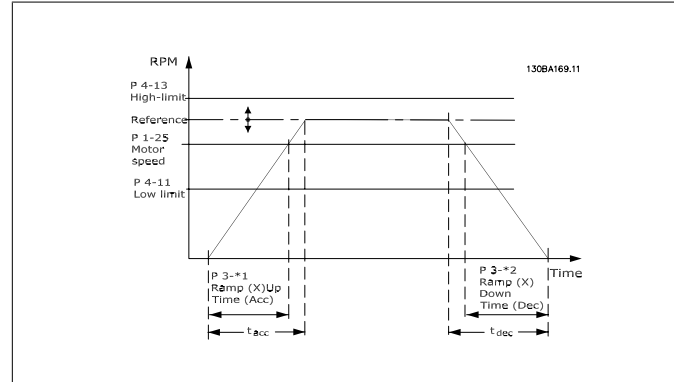 RPM
130BA169.11
P 4-13
High-limit
Reference
P 1-25
Motor
speed
P 4-11
Low limit
Time
P 3-*1
Ramp (X)Up
Time (Acc)
P 3-*2
Ramp (X)
Down
Time (Dec)
tacc
tdec